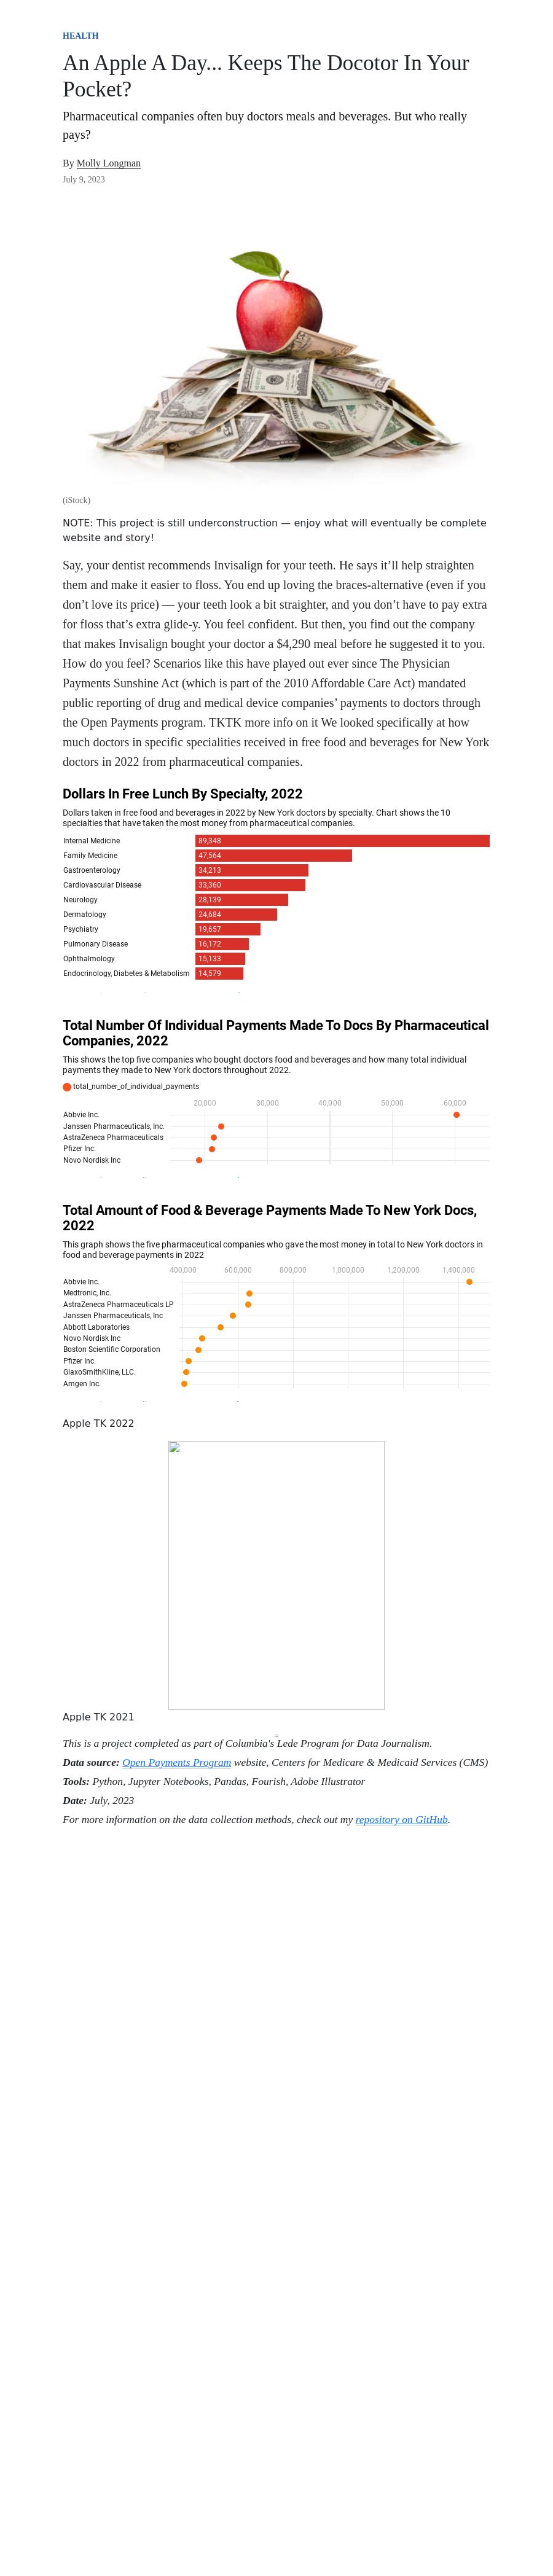 HEALTH
An Apple A Day... Keeps The Docotor In Your
Pocket?
Pharmaceutical companies often buy doctors meals and beverages. But who really
pays?
By Molly Longman
July 9, 2023
(iStock)
NOTE: This project is still underconstruction — enjoy what will eventually be complete
website and story!
Say, your dentist recommends Invisalign for your teeth. He says it’ll help straighten
them and make it easier to floss. You end up loving the braces-alternative (even if you
don’t love its price) — your teeth look a bit straighter, and you don’t have to pay extra
for floss that’s extra glide-y. You feel confident. But then, you find out the company
that makes Invisalign bought your doctor a $4,290 meal before he suggested it to you.
How do you feel? Scenarios like this have played out ever since The Physician
Payments Sunshine Act (which is part of the 2010 Affordable Care Act) mandated
public reporting of drug and medical device companies’ payments to doctors through
the Open Payments program. TKTK more info on it We looked specifically at how
much doctors in specific specialities received in free food and beverages for New York
doctors in 2022 from pharmaceutical companies.
Dollars In Free Lunch By Specialty, 2022
Dollars taken in free food and beverages in 2022 by New York doctors by specialty. Chart shows the 10
specialties that have taken the most money from pharmaceutical companies.
Internal Medicine 89,348
Family Medicine 47,564
Gastroenterology 34,213
Cardiovascular Disease 33,360
Neurology 28,139
Dermatology 24,684
Psychiatry 19,657
Pulmonary Disease 16,172
Ophthalmology 15,133
Endocrinology, Diabetes & Metabolism 14,579
Total Number Of Individual Payments Made To Docs By Pharmaceutical
Companies, 2022
This shows the top five companies who bought doctors food and beverages and how many total individual
payments they made to New York doctors throughout 2022.
total_number_of_individual_payments
20,000 30,000 40,000 50,000 60,000
Abbvie Inc.
Janssen Pharmaceuticals, Inc.
AstraZeneca Pharmaceuticals
Pfizer Inc.
Novo Nordisk Inc
Total Amount of Food & Beverage Payments Made To New York Docs,
2022
This graph shows the five pharmaceutical companies who gave the most money in total to New York doctors in
food and beverage payments in 2022
400,000 600,000 800,000 1,000,000 1,200,000 1,400,000
Abbvie Inc.
Medtronic, Inc.
AstraZeneca Pharmaceuticals LP
Janssen Pharmaceuticals, Inc
Abbott Laboratories
Novo Nordisk Inc
Boston Scientific Corporation
Pfizer Inc.
GlaxoSmithKline, LLC.
Amgen Inc.
Apple TK 2022
Apple TK 2021
This is a project completed as part of Columbia's Lede Program for Data Journalism.
Data source: Open Payments Program website, Centers for Medicare & Medicaid Services (CMS)
Tools: Python, Jupyter Notebooks, Pandas, Fourish, Adobe Illustrator
Date: July, 2023
For more information on the data collection methods, check out my repository on GitHub.